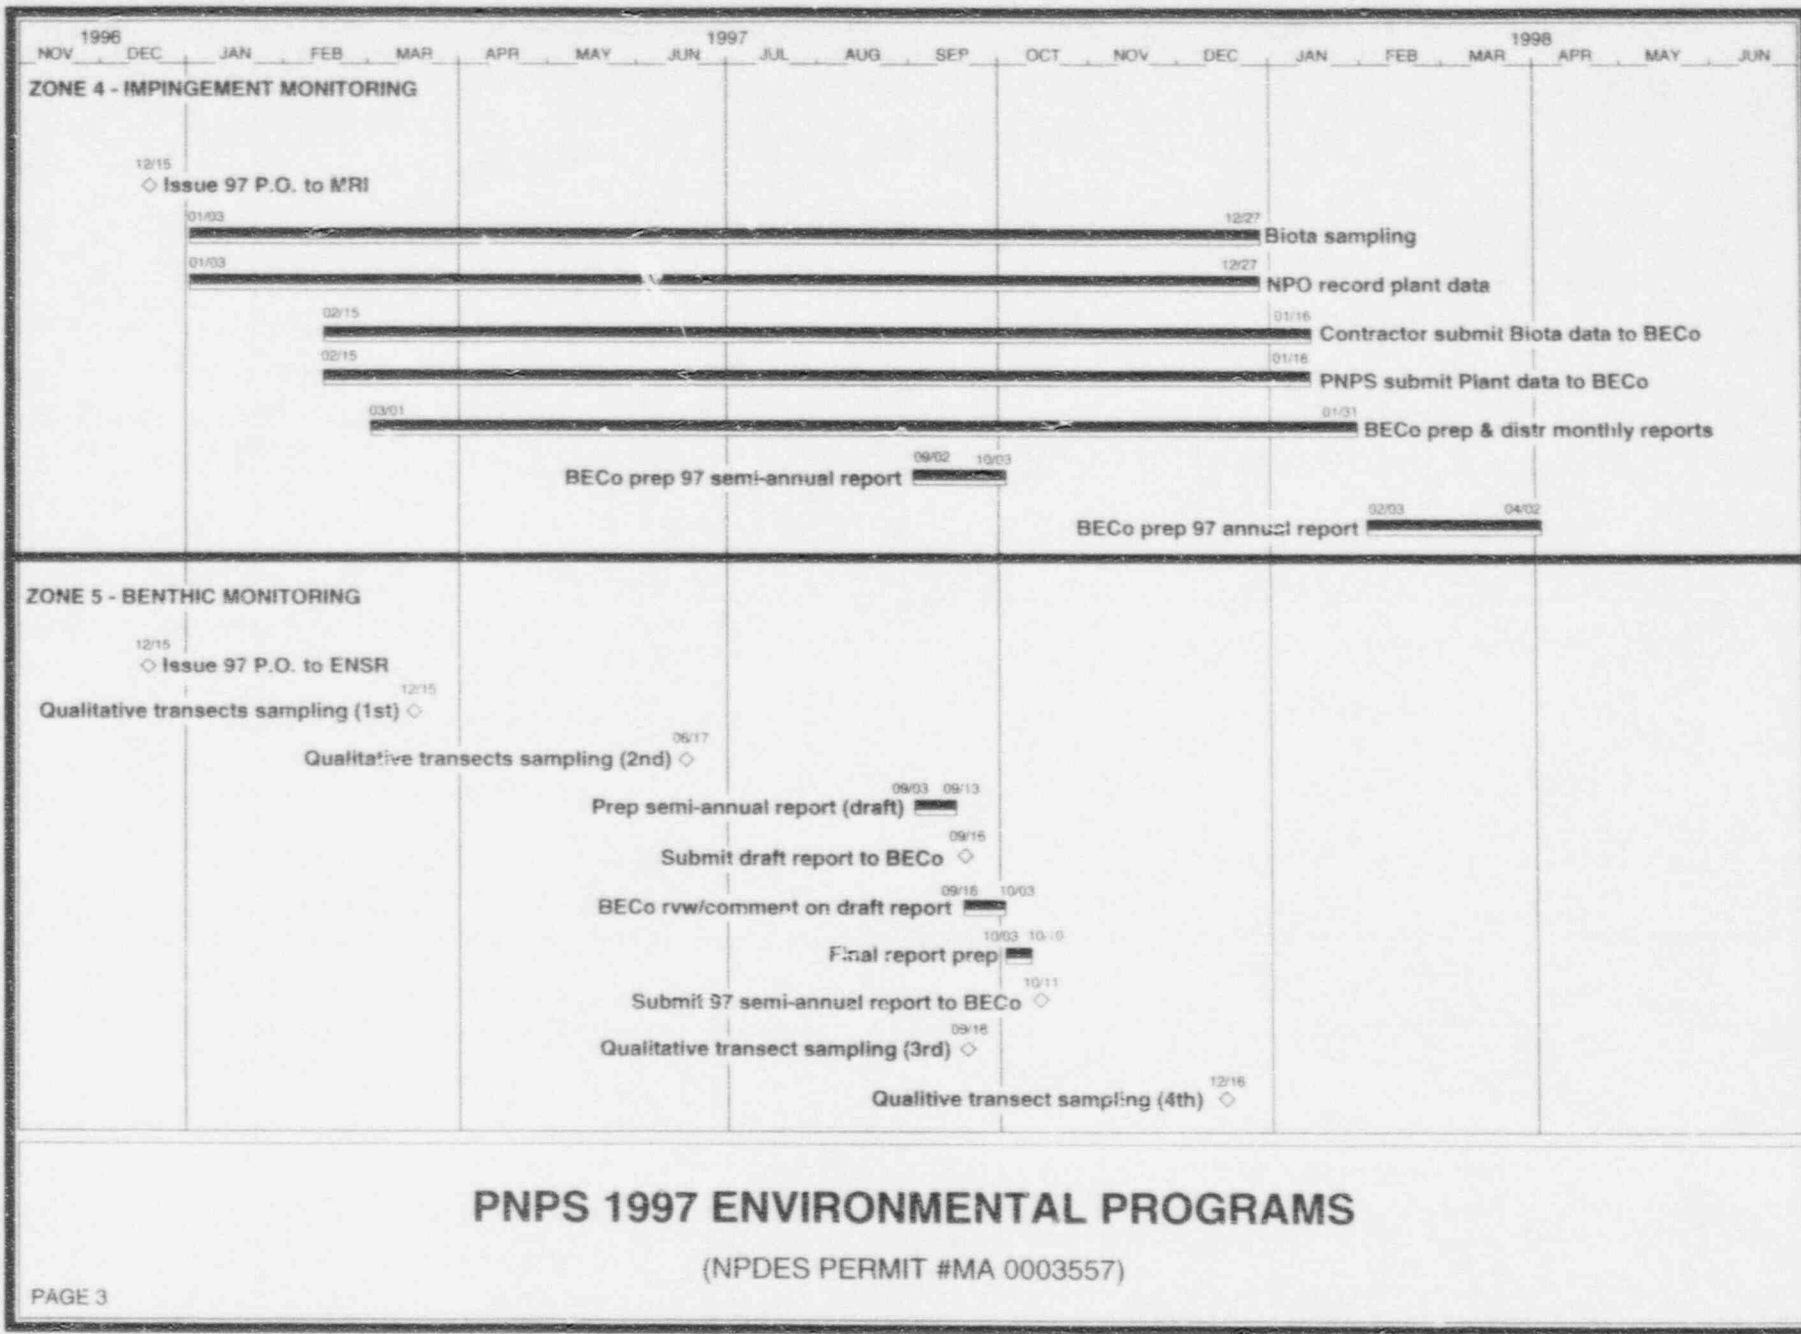 1996 1997 1998
NOV DEC JAN FEB MAR APR MAY JUN JUL AUG SEP OCT NOV DEC JAN FEB MAR APR MAY JUN
ZONE 4 - IMPINGEMENT MONITORING
12/15
Issue 97 P.O. to MRI
01/03 12/27
Biota sampling
01/03 12/27
NPO record plant data
02/15 01/16
Contractor submit Biota data to BECo
02/15 01/16
PNPS submit Plant data to BECo
03/01 01/31
BECo prep & distr monthly reports
09/02 10/03
BECo prep 97 semi-annual report
02/03 04/02
BECo prep 97 annual report
ZONE 5 - BENTHIC MONITORING
12/15
Issue 97 P.O. to ENSR
12/15
Qualitative transects sampling (1st)
06/17
Qualitative transects sampling (2nd)
09/03 09/13
Prep semi-annual report (draft)
09/16
Submit draft report to BECo
09/16 10/03
BECo rvw/comment on draft report
10/03 10/10
Final report prep
10/11
Submit 97 semi-annual report to BECo
09/16
Qualitative transect sampling (3rd)
12/16
Qualitive transect sampling (4th)
PNPS 1997 ENVIRONMENTAL PROGRAMS
(NPDES PERMIT #MA 0003557)
PAGE 3